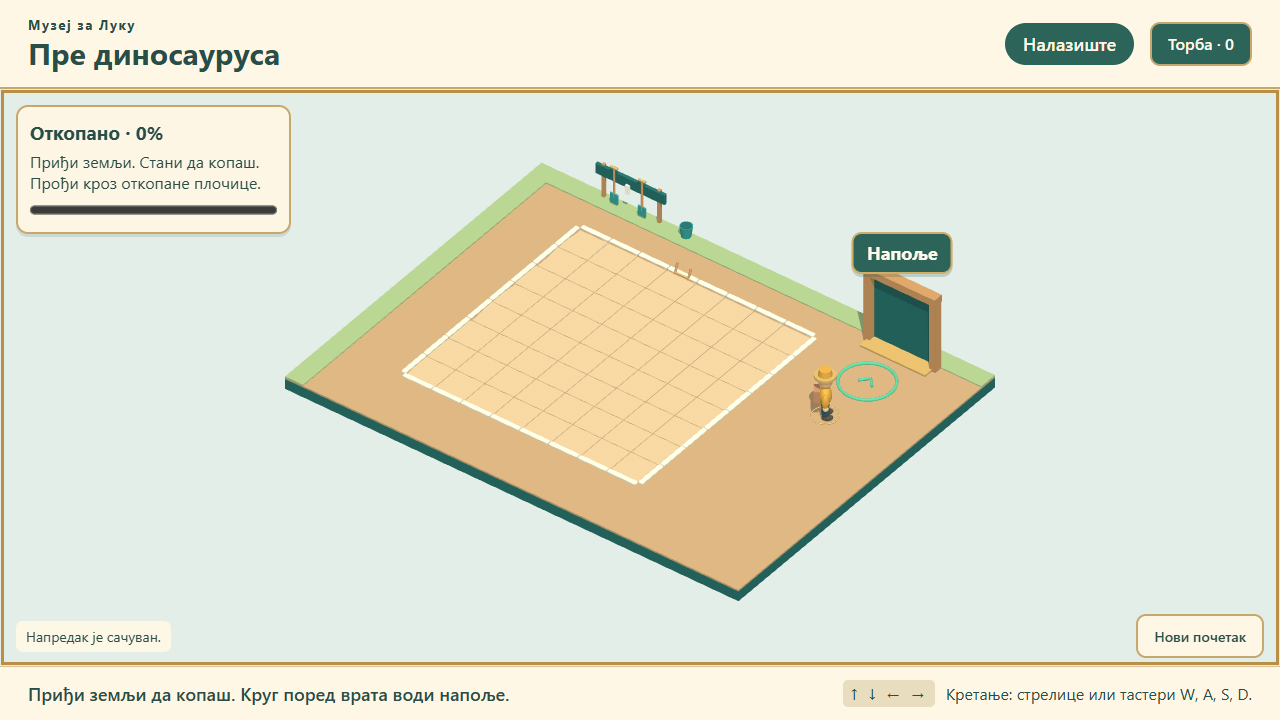 Музеј за Луку
Пре диносауруса
Налазиште
Торба · 0
Откопано · 0%
Приђи земљи. Стани да копаш.
Прођи кроз откопане плочице.
Напоље
Напредак је сачуван.
Нови почетак
Приђи земљи да копаш. Круг поред врата води напоље.
↑ ↓ ← →
Кретање: стрелице или тастери W, A, S, D.